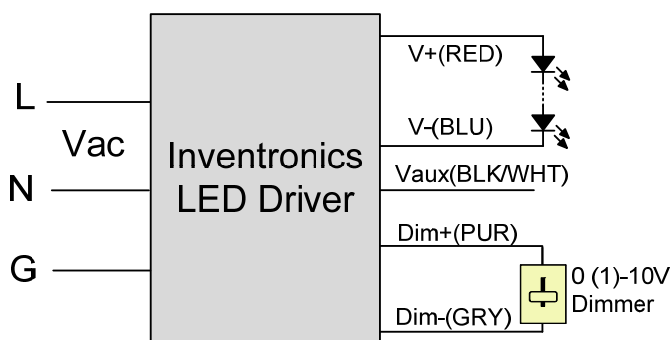 L
Vac
N
G
Inventronics
LED Driver
V+(RED)
V-(BLU)
Vaux(BLK/WHT)
Dim+(PUR)
Dim-(GRY)
0 (1)-10V
Dimmer